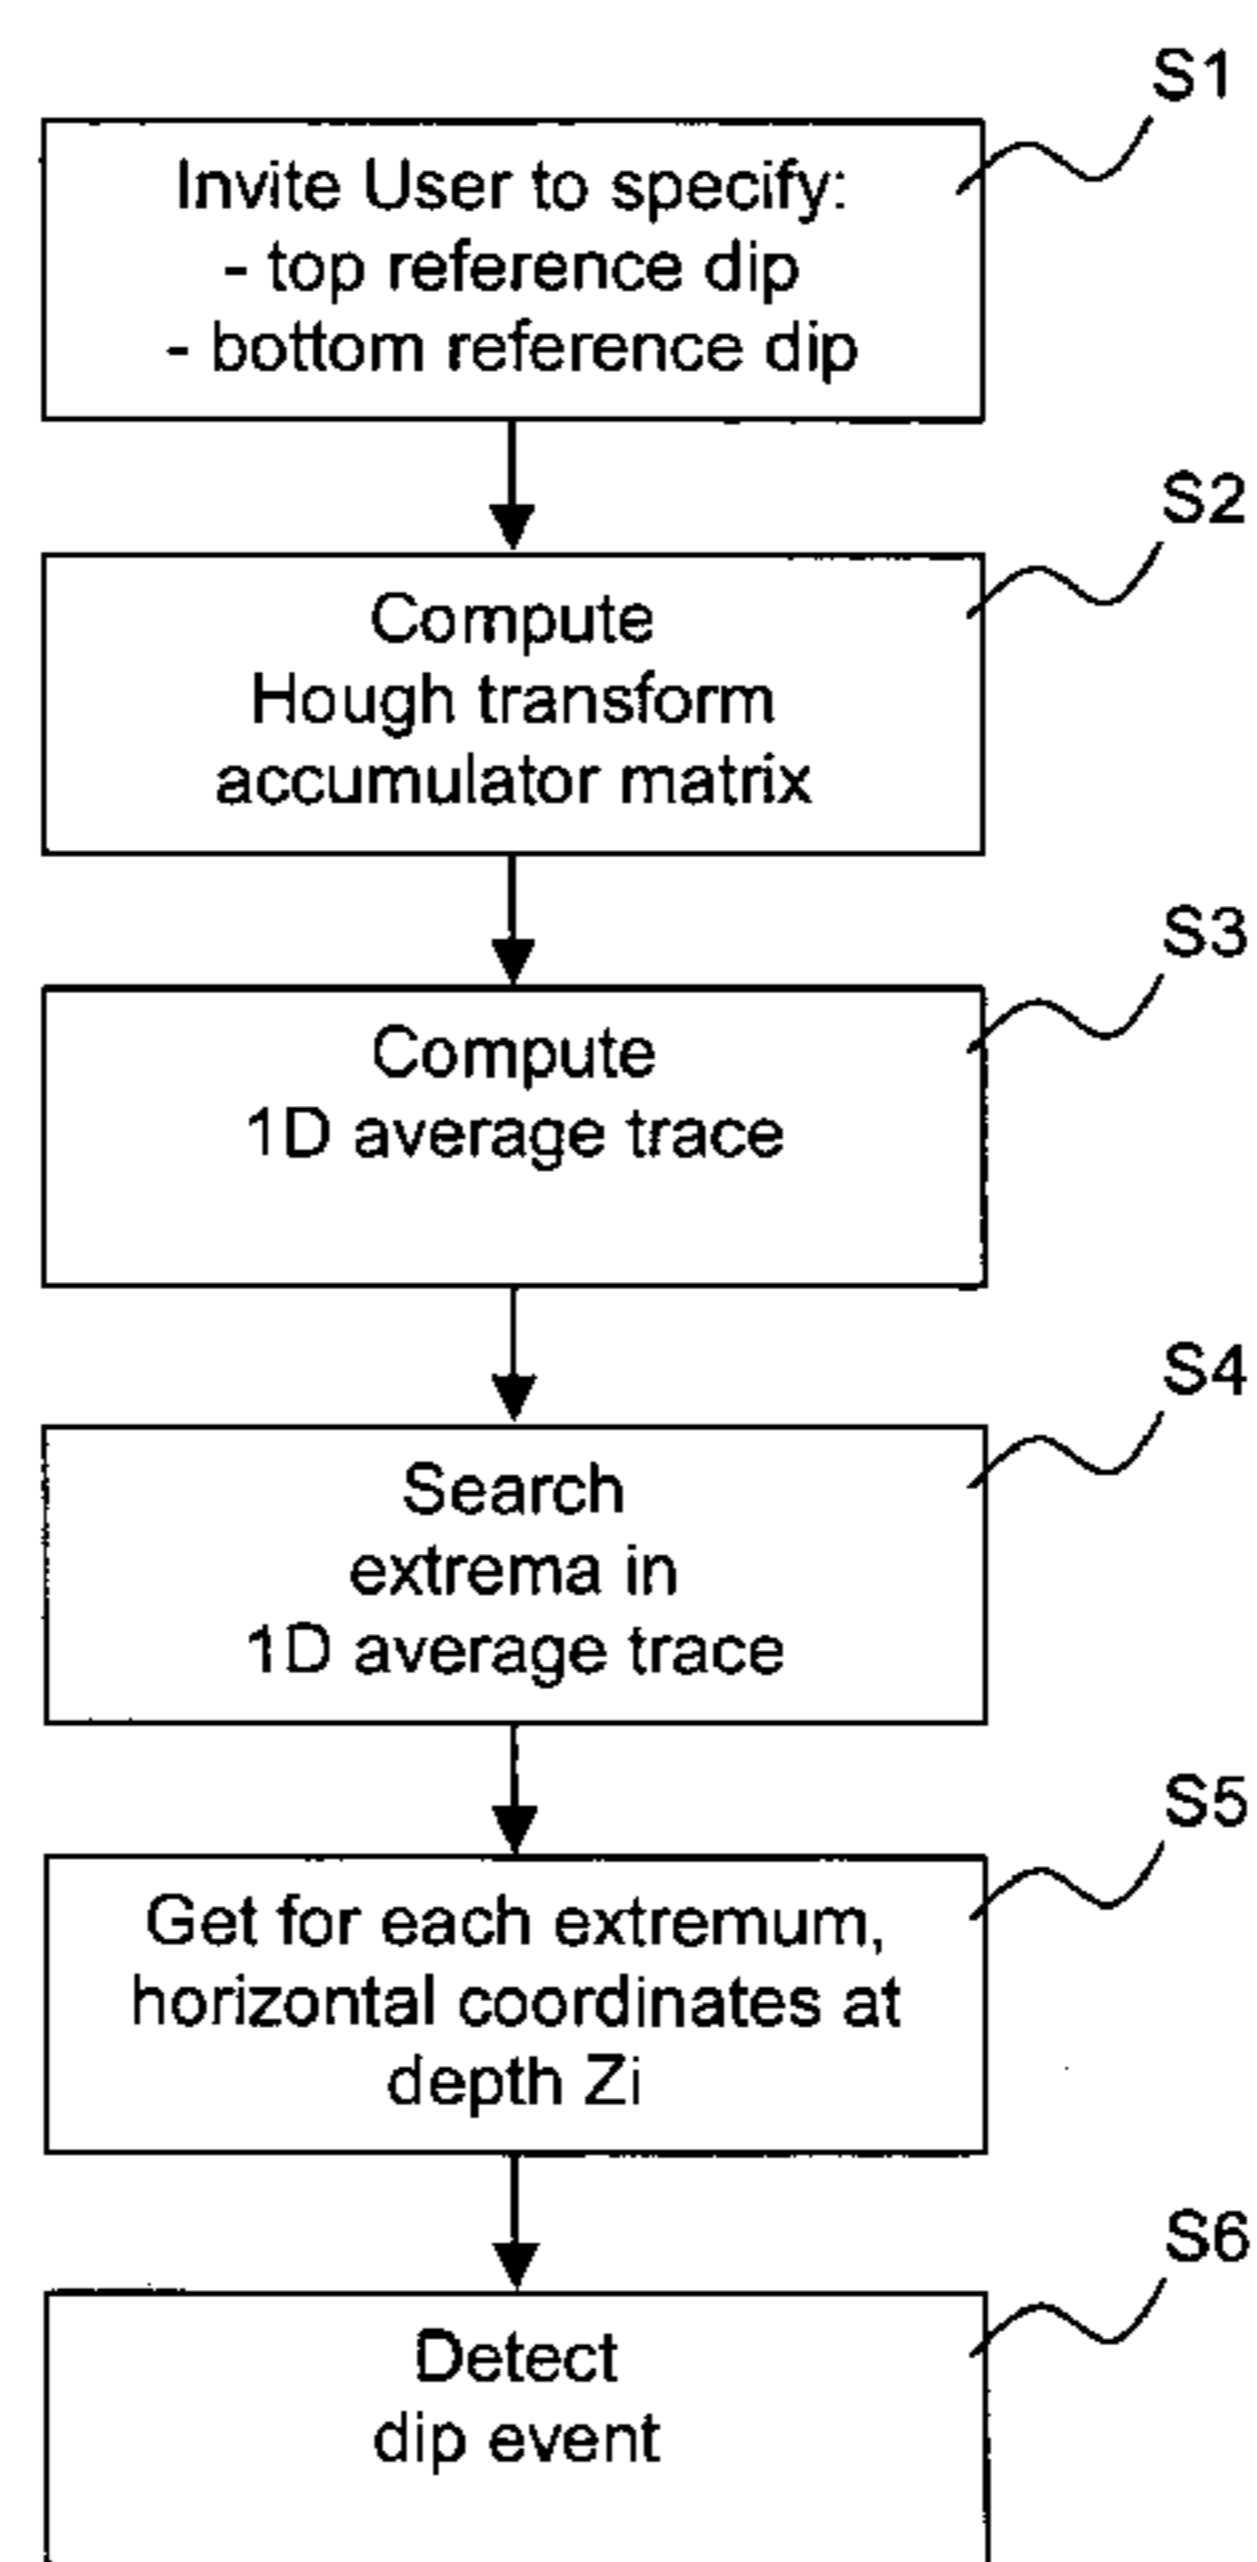 S1
Invite User to specify:
- top reference dip
- bottom reference dip
S2
Compute
Hough transform
accumulator matrix
S3
Compute
1D average trace
S4
Search
extrema in
1D average trace
S5
Get for each extremum,
horizontal coordinates at
depth Zi
S6
Detect
dip event